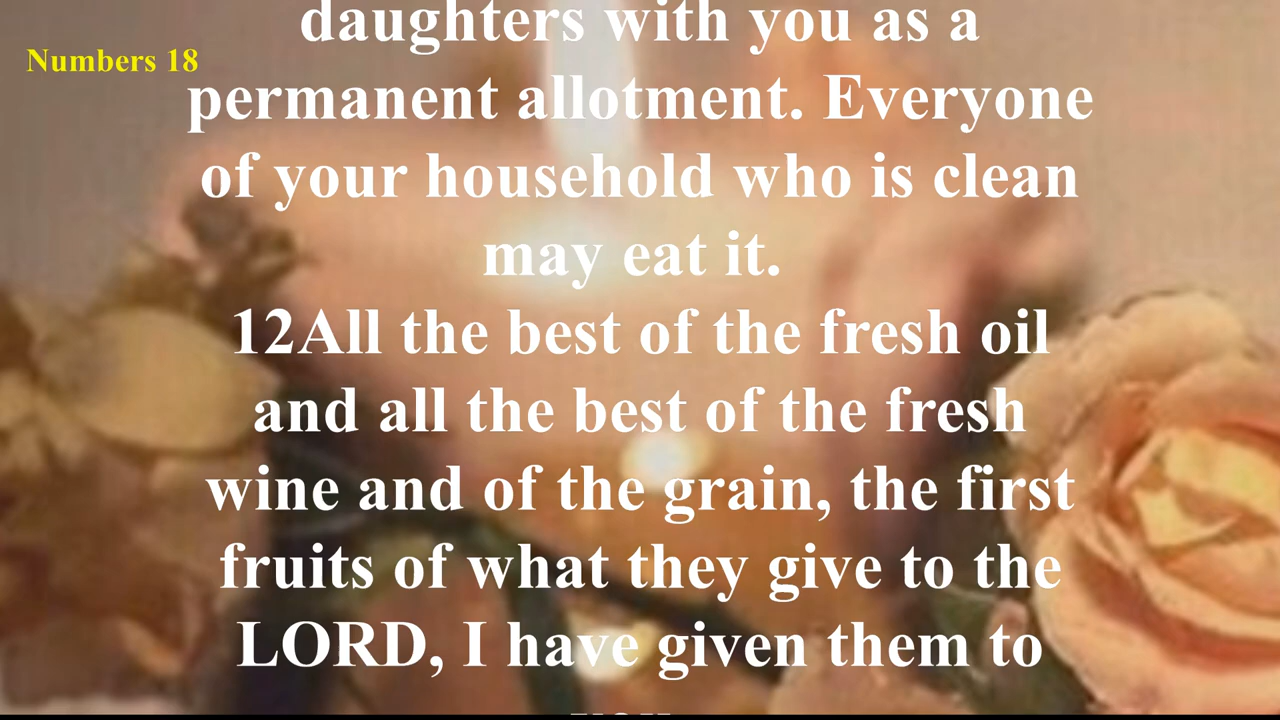 daughters with you as a
Numbers 18
permanent allotment. Everyone
of your household who is clean
may eat it.
12All the best of the fresh oil
and all the best of the fresh
wine and of the grain, the first
fruits of what they give to the
LORD, I have given them to